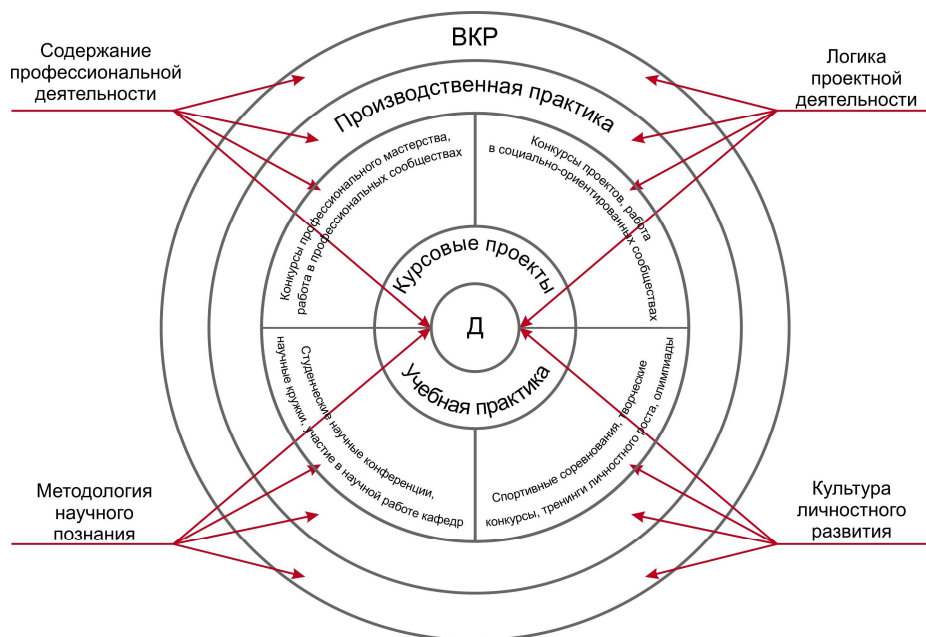 ВКР
Содержание
профессиональной
деятельности
Логика
проектной
деятельности
Производственная практика
Конкурсы профессионального мастерства,
работа в профессиональных сообществах
Конкурсы проектов, работа
в социально-ориентированных сообществах
Курсовые проекты
Д
Учебная практика
Студенческие научные конференции,
научные кружки, участие в научной работе кафедр
Спортивные соревнования, творческие
конкурсы, тренинги личностного роста, олимпиады
Методология
научного
познания
Культура
личностного
развития